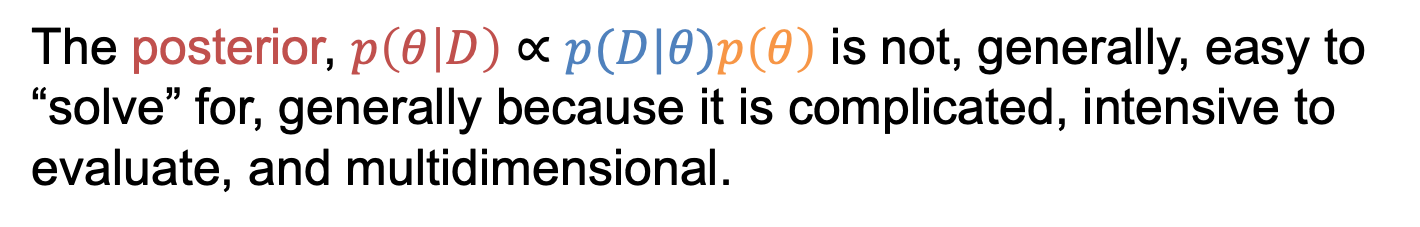 The posterior, p(θ|D) ∝ p(D|θ)p(θ) is not, generally, easy to
“solve” for, generally because it is complicated, intensive to
evaluate, and multidimensional.